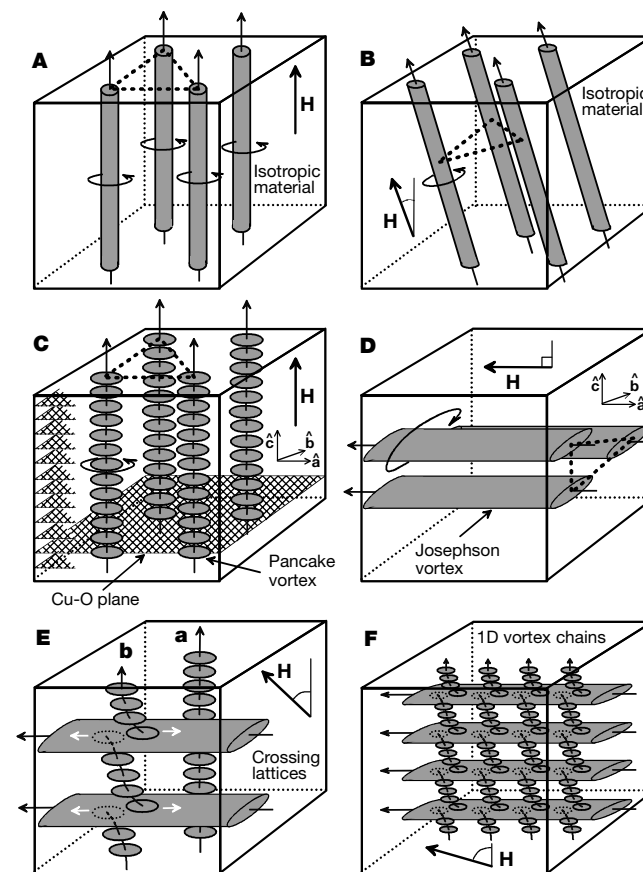 A
H
Isotropic
material
B
Isotropic
material
H
C
H
ĉ
b̂
â
Pancake
vortex
Cu-O plane
D
H
ĉ
b̂
â
Josephson
vortex
E
b
a
H
Crossing
lattices
F
1D vortex chains
H